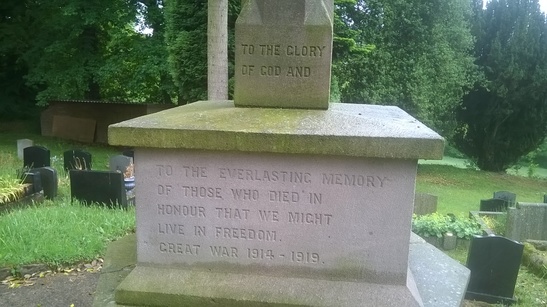 TO THE GLORY
OF GOD AND
TO THE EVERLASTING MEMORY
OF THOSE WHO DIED IN
HONOUR THAT WE MIGHT
LIVE IN FREEDOM.
GREAT WAR 1914 - 1919.